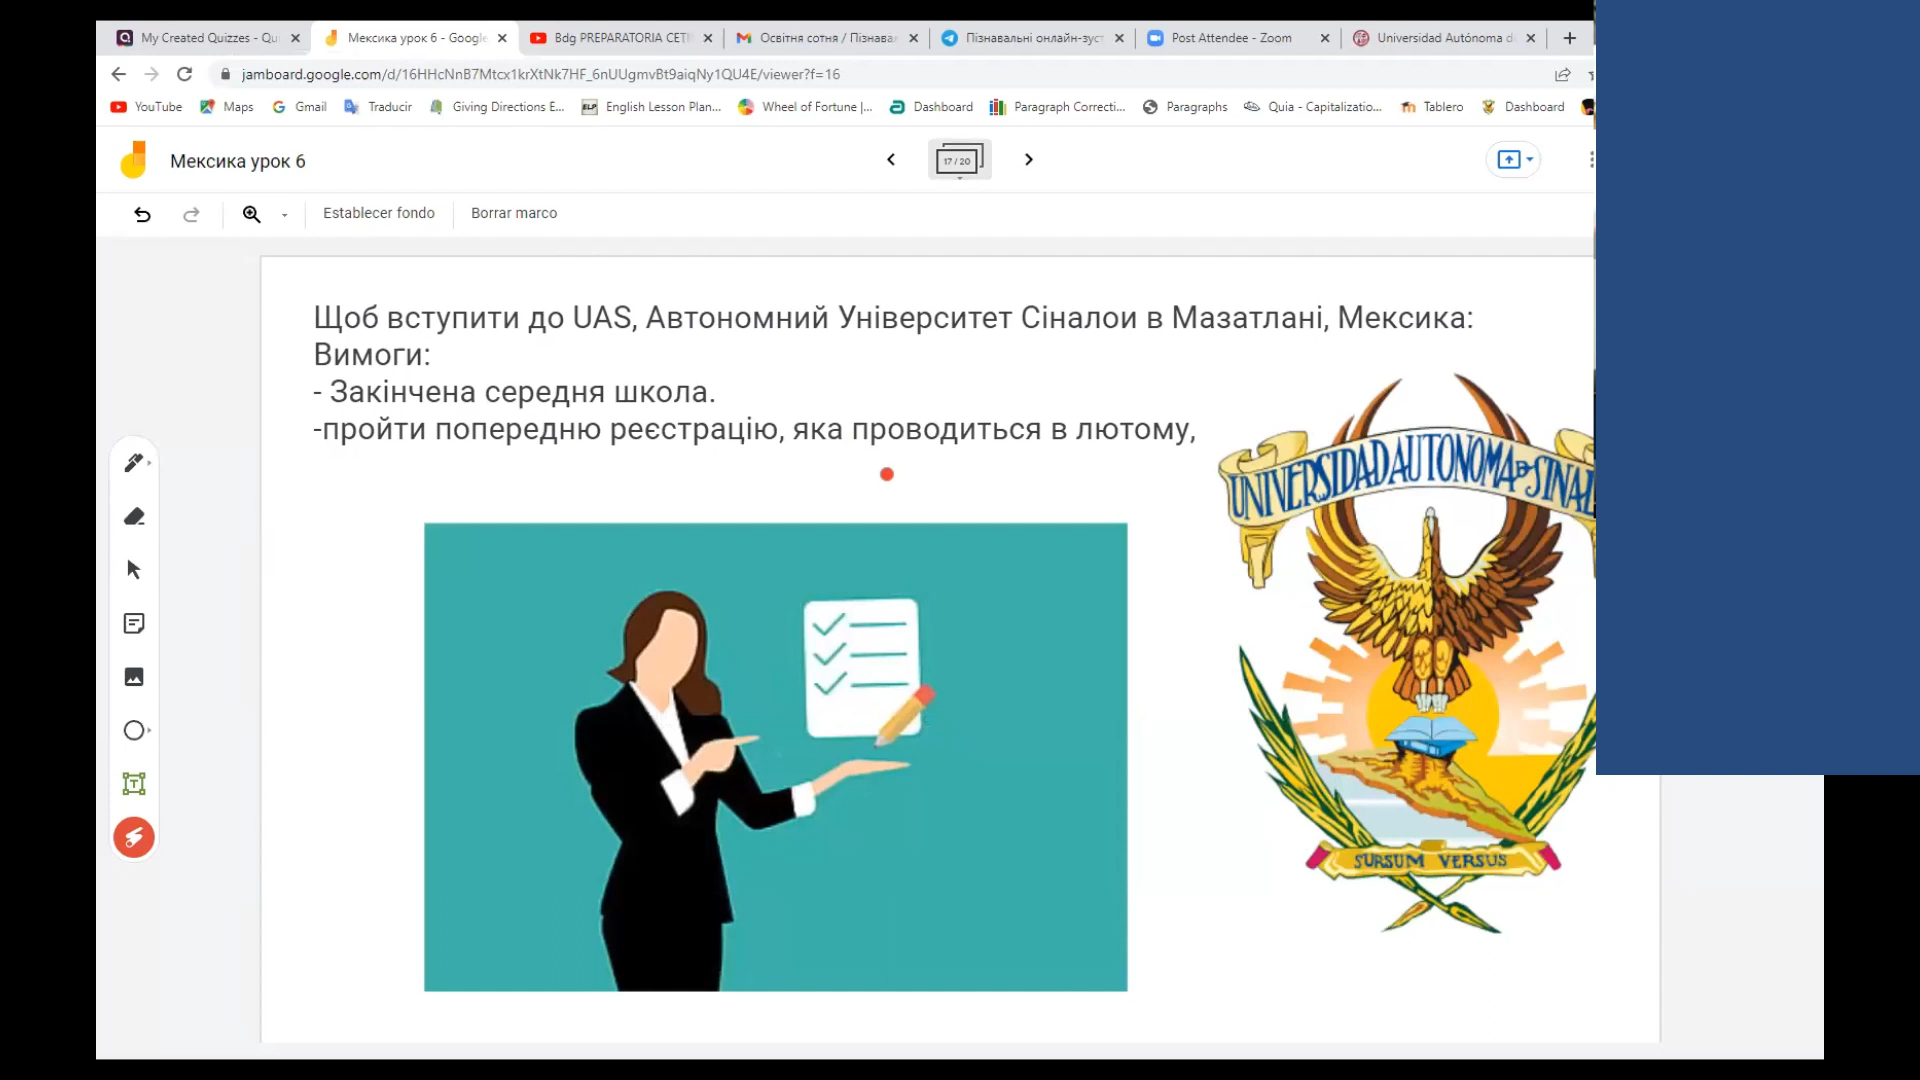 My Created Quizzes - Qu
Мексика урок 6 - Google
Bdg PREPARATORIA CETI
Освітня сотня / Пізнава
Пізнавальні онлайн-зуст
Post Attendee - Zoom
Universidad Autónoma d
jamboard.google.com/d/16HHcNnB7Mtcx1krXtNk7HF_6nUUgmvBt9aiqNy1QU4E/viewer?f=16
YouTube
Maps
Gmail
Traducir
Giving Directions E...
ELP
English Lesson Plan...
Wheel of Fortune |...
Dashboard
Paragraph Correcti...
Paragraphs
Quia - Capitalizatio...
Tablero
Dashboard
Мексика урок 6
17 / 20
Establecer fondo
Borrar marco
Щоб вступити до UAS, Автономний Університет Сіналои в Мазатлані, Мексика:
Вимоги:
- Закінчена середня школа.
-пройти попередню реєстрацію, яка проводиться в лютому,
UNIVERSIDAD AUTONOMA DE SINAL
SURSUM VERSUS